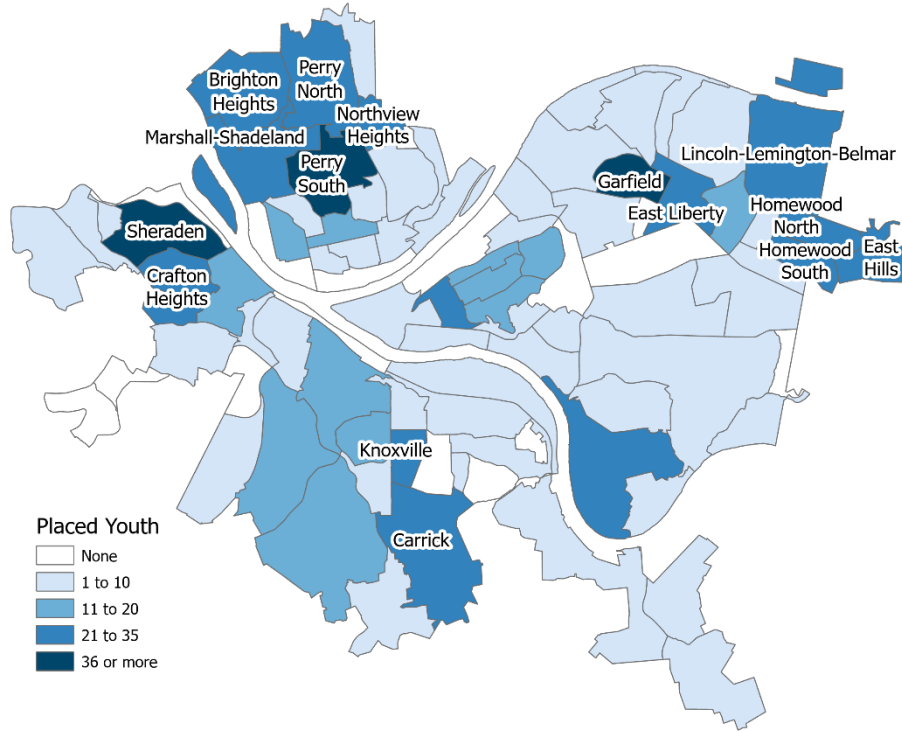 Perry
North
Brighton
Heights
Northview
Heights
Marshall-Shadeland
Perry
South
Lincoln-Lemington-Belmar
Garfield
East Liberty
Homewood
North
Homewood
South
East
Hills
Sheraden
Crafton
Heights
Knoxville
Carrick
Placed Youth
None
1 to 10
11 to 20
21 to 35
36 or more